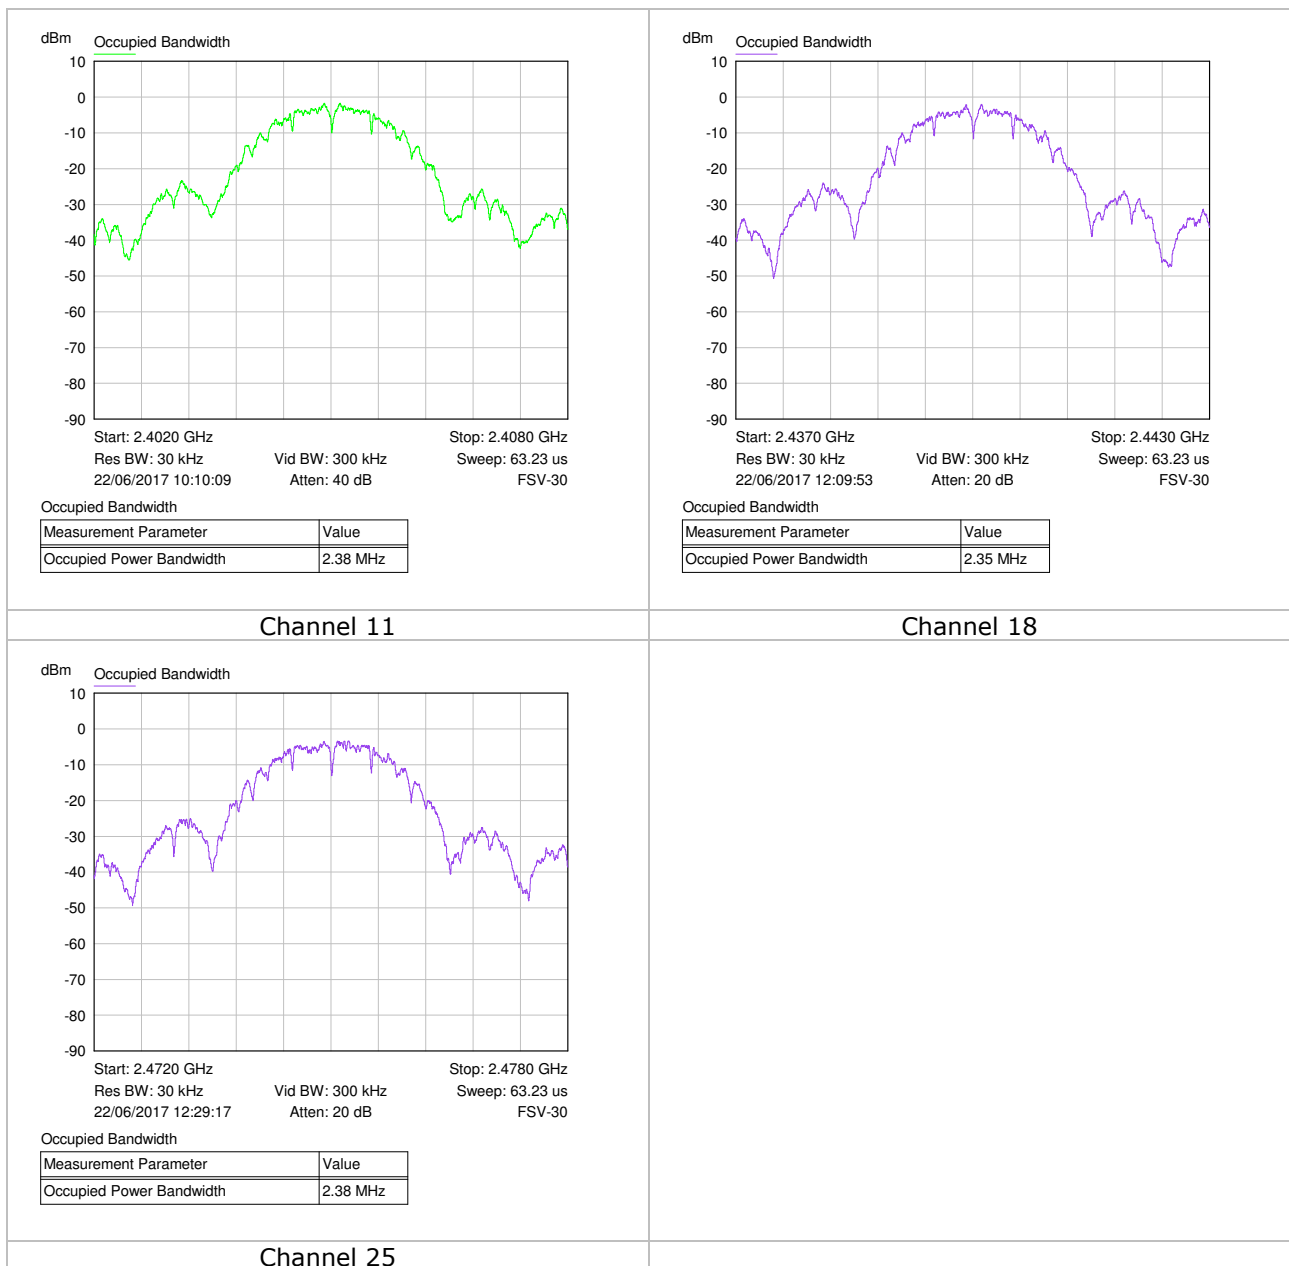 dBm Occupied Bandwidth
10
0
-10
-20
-30
-40
-50
-60
-70
-80
-90
Start: 2.4020 GHz Stop: 2.4080 GHz
Res BW: 30 kHz Vid BW: 300 kHz Sweep: 63.23 us
22/06/2017 10:10:09 Atten: 40 dB FSV-30
Occupied Bandwidth
Measurement Parameter Value
Occupied Power Bandwidth 2.38 MHz
Channel 11
dBm Occupied Bandwidth
10
0
-10
-20
-30
-40
-50
-60
-70
-80
-90
Start: 2.4370 GHz Stop: 2.4430 GHz
Res BW: 30 kHz Vid BW: 300 kHz Sweep: 63.23 us
22/06/2017 12:09:53 Atten: 20 dB FSV-30
Occupied Bandwidth
Measurement Parameter Value
Occupied Power Bandwidth 2.35 MHz
Channel 18
dBm Occupied Bandwidth
10
0
-10
-20
-30
-40
-50
-60
-70
-80
-90
Start: 2.4720 GHz Stop: 2.4780 GHz
Res BW: 30 kHz Vid BW: 300 kHz Sweep: 63.23 us
22/06/2017 12:29:17 Atten: 20 dB FSV-30
Occupied Bandwidth
Measurement Parameter Value
Occupied Power Bandwidth 2.38 MHz
Channel 25